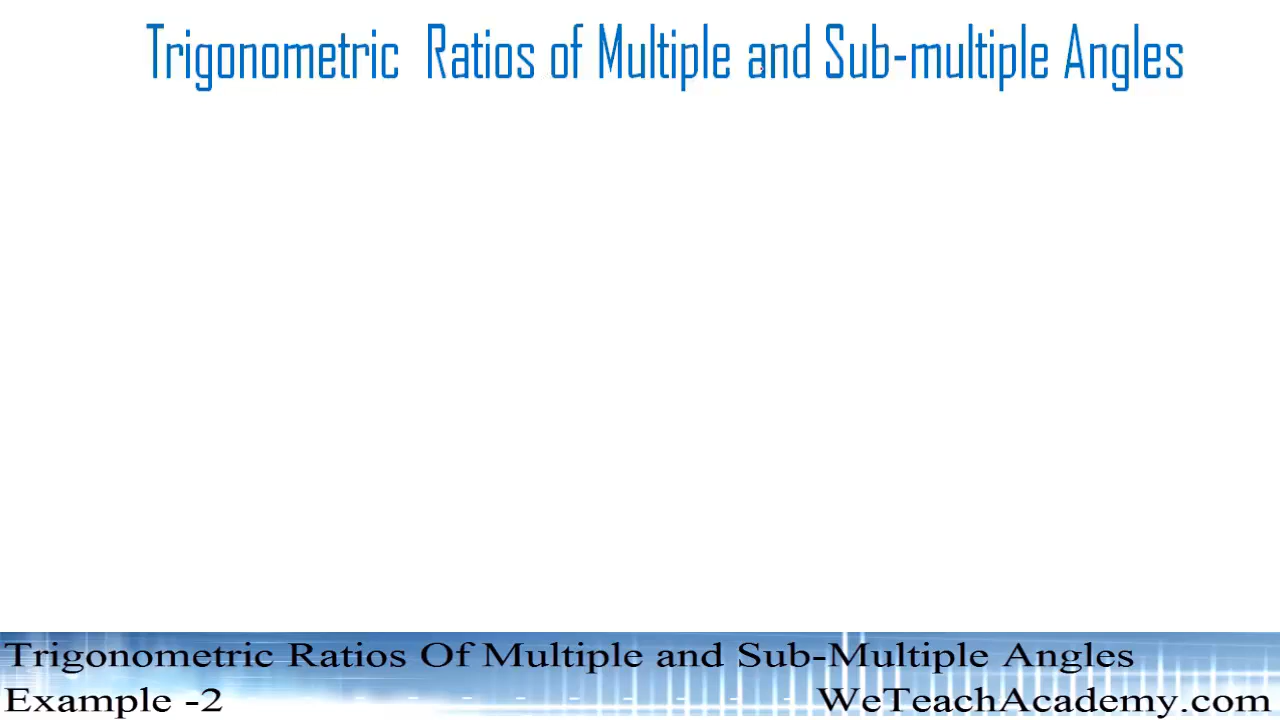 Trigonometric Ratios of Multiple and Sub-multiple Angles
Trigonometric Ratios Of Multiple and Sub-Multiple Angles
Example -2 WeTeachAcademy.com